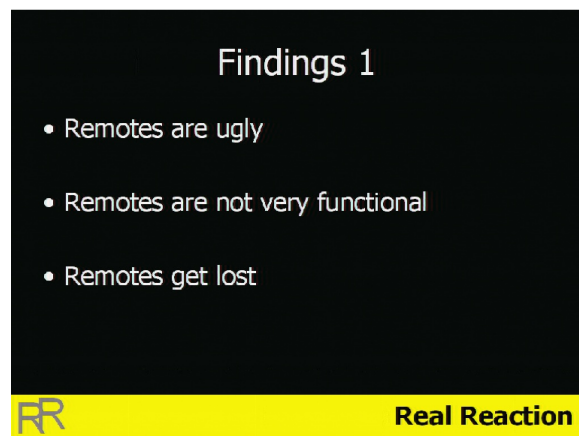 Findings 1
• Remotes are ugly
• Remotes are not very functional
• Remotes get lost
RR Real Reaction